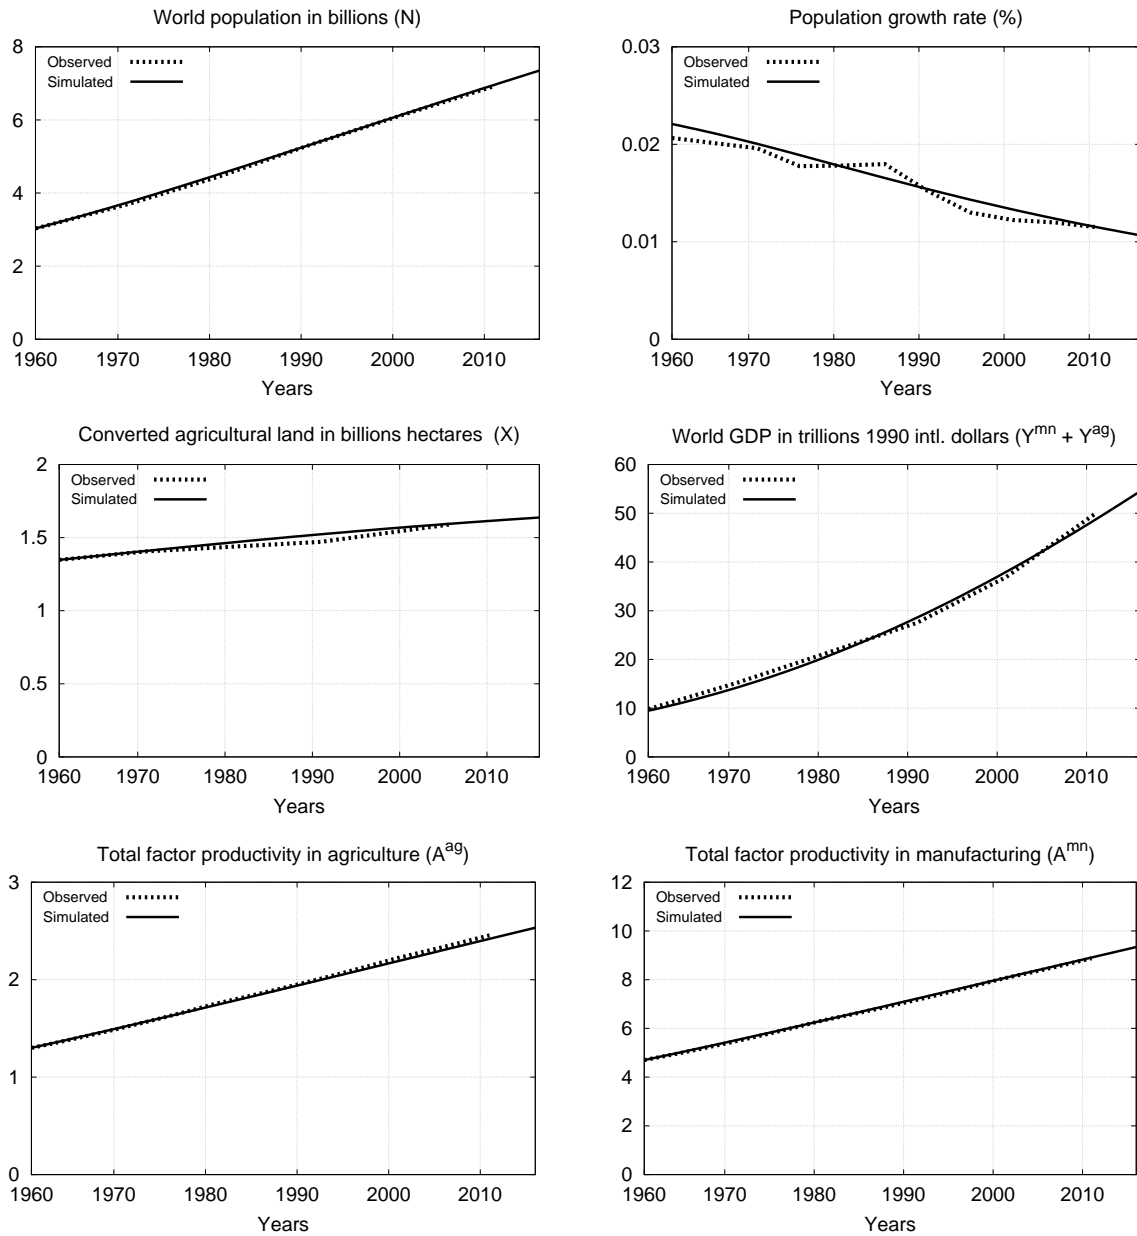 World population in billions (N)
8
6
4
2
0
Observed
Simulated
1960 1970 1980 1990 2000 2010
Years
Population growth rate (%)
0.03
0.02
0.01
0
Observed
Simulated
1960 1970 1980 1990 2000 2010
Years
Converted agricultural land in billions hectares (X)
2
1.5
1
0.5
0
Observed
Simulated
1960 1970 1980 1990 2000 2010
Years
World GDP in trillions 1990 intl. dollars (Y^mn + Y^ag)
60
50
40
30
20
10
0
Observed
Simulated
1960 1970 1980 1990 2000 2010
Years
Total factor productivity in agriculture (A^ag)
3
2
1
0
Observed
Simulated
1960 1970 1980 1990 2000 2010
Years
Total factor productivity in manufacturing (A^mn)
12
10
8
6
4
2
0
Observed
Simulated
1960 1970 1980 1990 2000 2010
Years